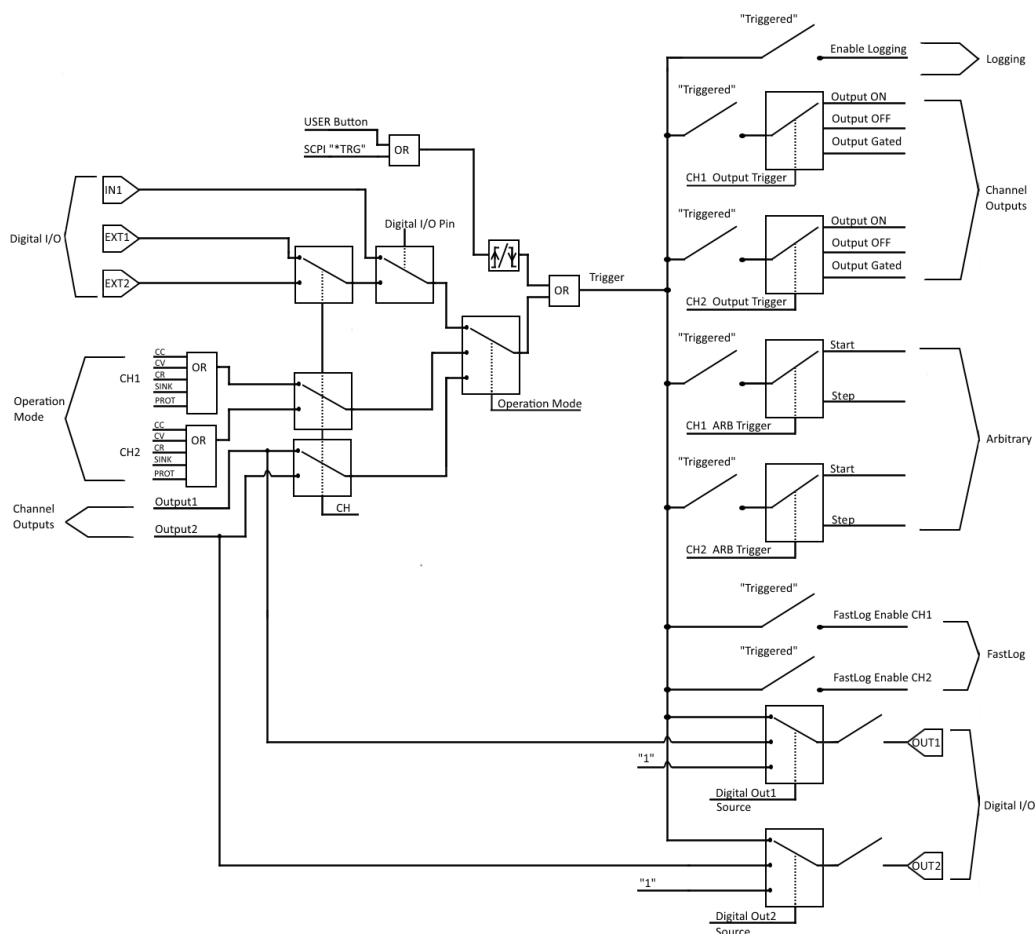 "Triggered"
Enable Logging
Logging
"Triggered"
Output ON
Output OFF
Output Gated
CH1 Output Trigger
Channel
Outputs
USER Button
SCPI "*TRG"
OR
IN1
Digital I/O
EXT1
EXT2
Digital I/O Pin
"Triggered"
Output ON
Output OFF
Output Gated
CH2 Output Trigger
OR
Trigger
Operation Mode
Operation
Mode
CH1
CC
CV
CR
SINK
PROT
OR
CH2
CC
CV
CR
SINK
PROT
OR
Channel
Outputs
Output1
Output2
CH
"Triggered"
Start
Step
CH1 ARB Trigger
Arbitrary
"Triggered"
Start
Step
CH2 ARB Trigger
"Triggered"
FastLog Enable CH1
FastLog
"Triggered"
FastLog Enable CH2
OUT1
"1"
Digital Out1
Source
Digital I/O
OUT2
"1"
Digital Out2
Source